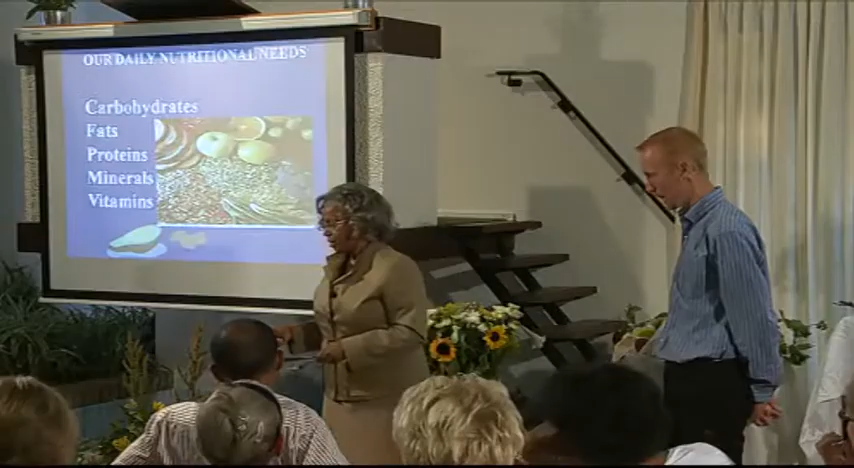 OUR DAILY NUTRITIONAL NEEDS
Carbohydrates
Fats
Proteins
Minerals
Vitamins